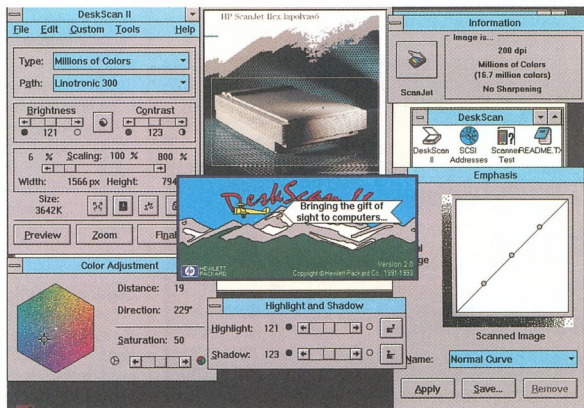 DeskScan II
File Edit Custom Tools Help
Type: Millions of Colors
Path: Linotronic 300
Brightness Contrast
121 123
6 % Scaling: 100 % 800 %
Width: 1566 px Height: 794
Size:
3642K
Preview Zoom
HP ScanJet IIcx lapolvasó
Information
Image is...
200 dpi
Millions of Colors
(16.7 million colors)
No Sharpening
ScanJet
DeskScan
DeskScan
II
SCSI
Addresses
Scanner
Test
README.TX
DeskScan II
Bringing the gift of
sight to computers...
HEWLETT
PACKARD
Version 2.0
Copyright © Hewlett Packard Co., 1991-1993
Emphasis
Scanned Image
Name: Normal Curve
Apply Save... Remove
Color Adjustment
Distance: 19
Direction: 229°
Saturation: 50
Highlight and Shadow
Highlight: 121
Shadow: 123